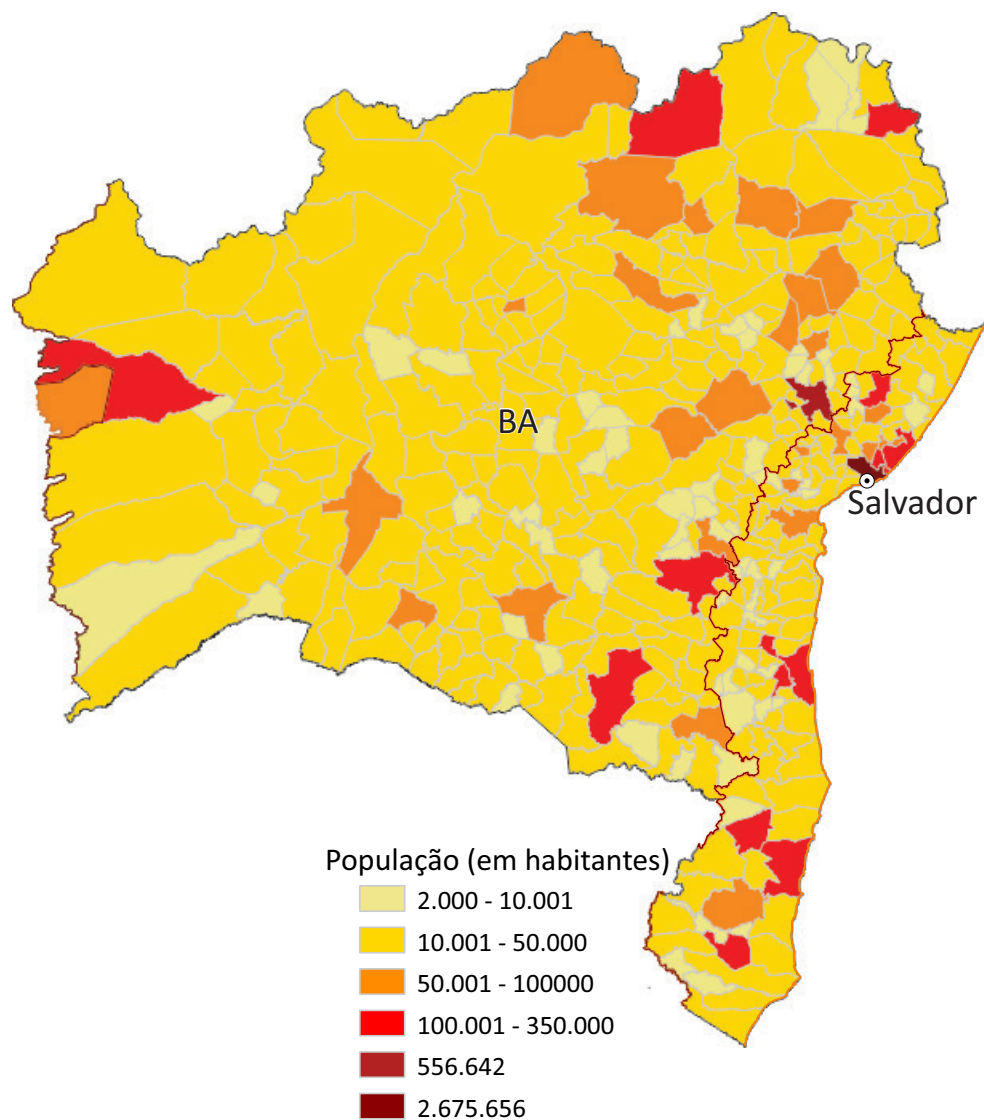 BA
Salvador
População (em habitantes)
2.000 - 10.001
10.001 - 50.000
50.001 - 100000
100.001 - 350.000
556.642
2.675.656